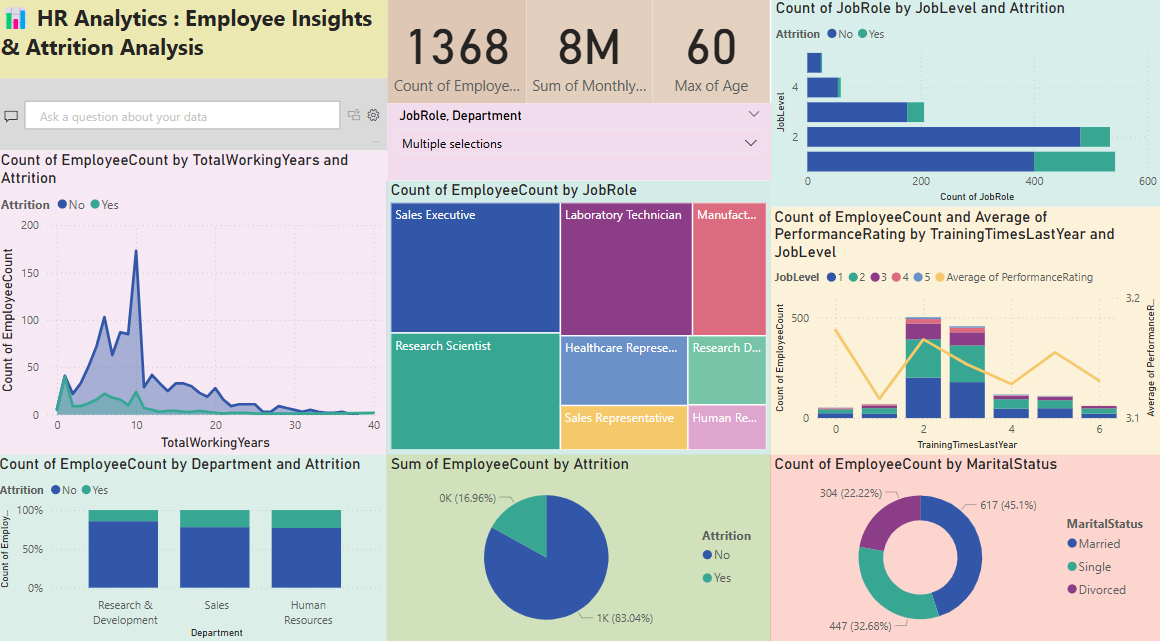 HR Analytics : Employee Insights
& Attrition Analysis
Ask a question about your data
1368
Count of Employe...
8M
Sum of Monthly...
60
Max of Age
JobRole, Department
Multiple selections
Count of JobRole by JobLevel and Attrition
Attrition No Yes
JobLevel
4
2
0 200 400 600
Count of JobRole
Count of EmployeeCount by TotalWorkingYears and
Attrition
Attrition No Yes
Count of EmployeeCount
200
150
100
50
0
0 10 20 30 40
TotalWorkingYears
Count of EmployeeCount by JobRole
Sales Executive
Laboratory Technician
Manufact...
Research Scientist
Healthcare Represe...
Research D...
Sales Representative
Human Re...
Count of EmployeeCount and Average of
PerformanceRating by TrainingTimesLastYear and
JobLevel
JobLevel 1 2 3 4 5 Average of PerformanceRating
Count of EmployeeCount
500
0
3.2
3.1
Average of PerformanceR...
0 2 4 6
TrainingTimesLastYear
Count of EmployeeCount by Department and Attrition
Attrition No Yes
Count of Employ...
100%
50%
0%
Research &
Development
Sales
Human
Resources
Department
Sum of EmployeeCount by Attrition
0K (16.96%)
1K (83.04%)
Attrition
No
Yes
Count of EmployeeCount by MaritalStatus
304 (22.22%)
617 (45.1%)
447 (32.68%)
MaritalStatus
Married
Single
Divorced